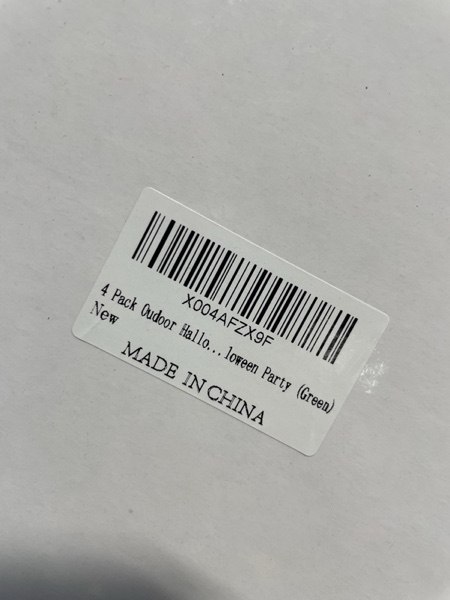 X004AFZX9F
4 Pack Oudoor Hallo...loween Party (Green)
New
MADE IN CHINA